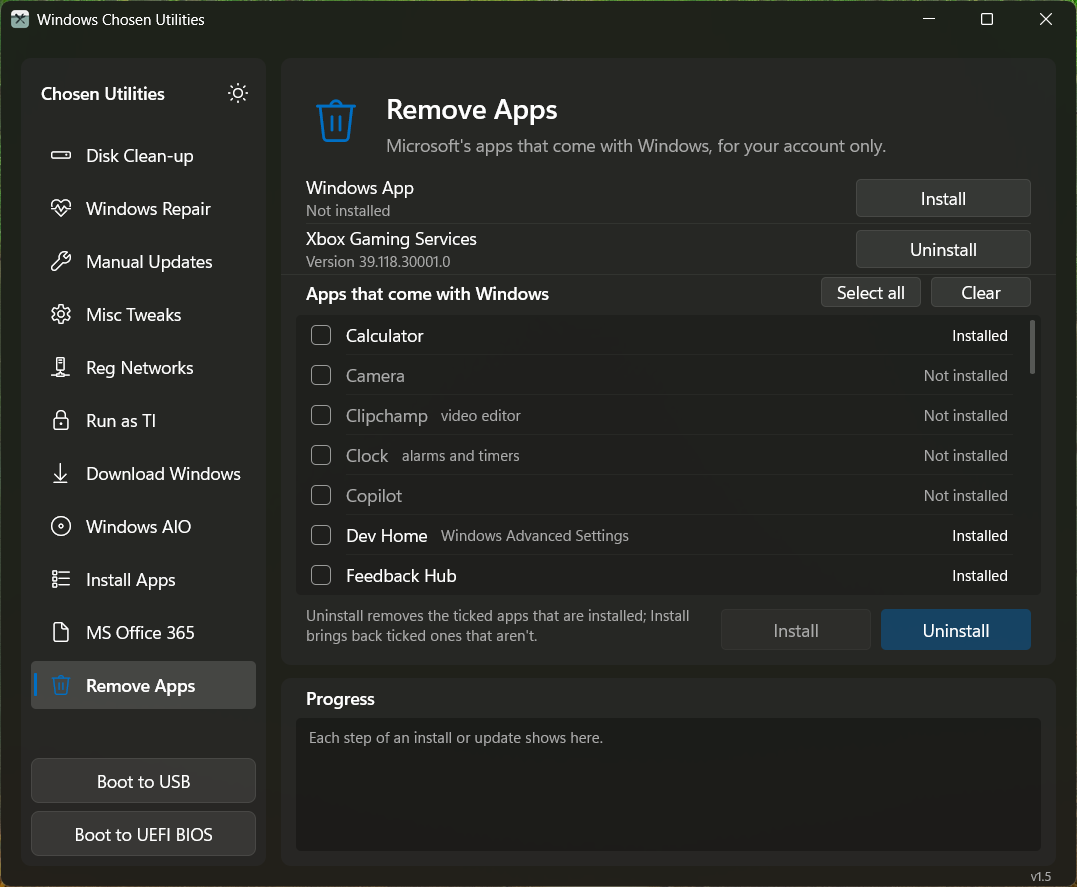 Windows Chosen Utilities
Chosen Utilities
Disk Clean-up
Windows Repair
Manual Updates
Misc Tweaks
Reg Networks
Run as TI
Download Windows
Windows AIO
Install Apps
MS Office 365
Remove Apps
Boot to USB
Boot to UEFI BIOS
Remove Apps
Microsoft's apps that come with Windows, for your account only.
Windows App
Not installed
Install
Xbox Gaming Services
Version 39.118.30001.0
Uninstall
Apps that come with Windows
Select all
Clear
Calculator Installed
Camera Not installed
Clipchamp video editor Not installed
Clock alarms and timers Not installed
Copilot Not installed
Dev Home Windows Advanced Settings Installed
Feedback Hub Installed
Uninstall removes the ticked apps that are installed; Install
brings back ticked ones that aren't.
Install
Uninstall
Progress
Each step of an install or update shows here.
v1.5